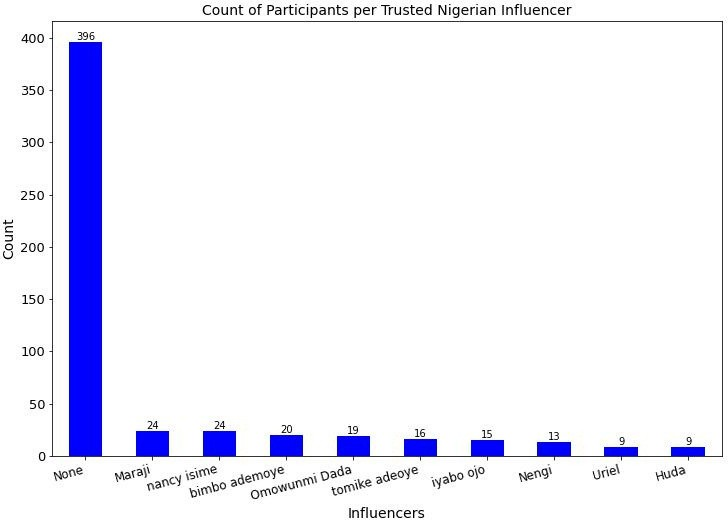 Count of Participants per Trusted Nigerian Influencer
400
350
300
250
200
150
100
50
0
Count
396
24
24
20
19
16
15
13
9
9
None
Maraji
nancy isime
bimbo ademoye
Omowunmi Dada
tomike adeoye
iyabo ojo
Nengi
Uriel
Huda
Influencers